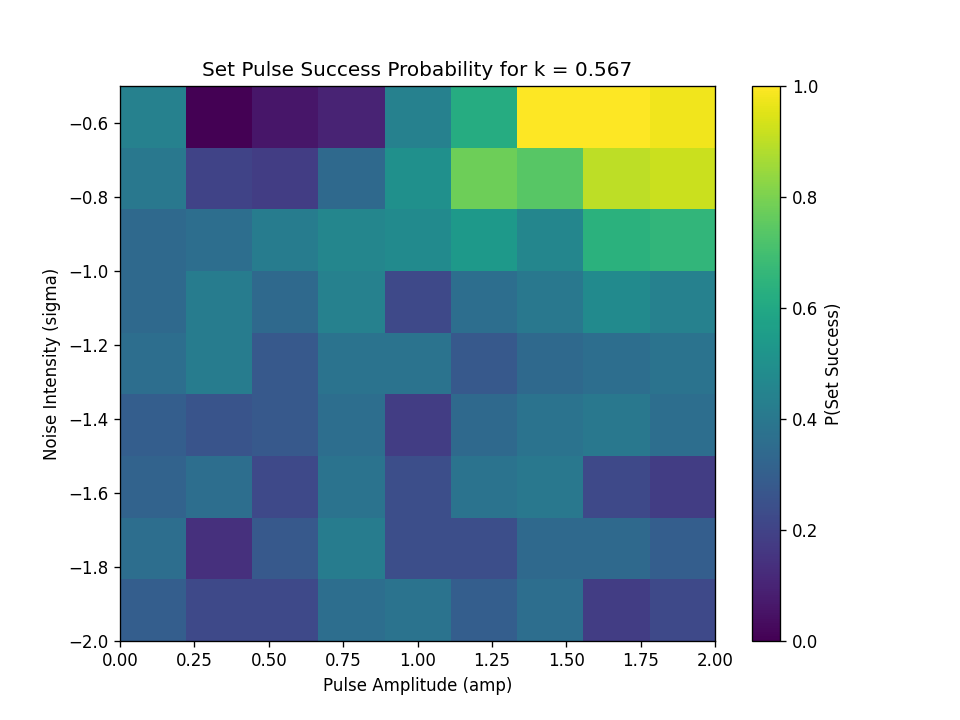 Set Pulse Success Probability for k = 0.567
−0.6
−0.8
−1.0
−1.2
−1.4
−1.6
−1.8
−2.0
Noise Intensity (sigma)
0.00 0.25 0.50 0.75 1.00 1.25 1.50 1.75 2.00
Pulse Amplitude (amp)
1.0
0.8
0.6
0.4
0.2
0.0
P(Set Success)